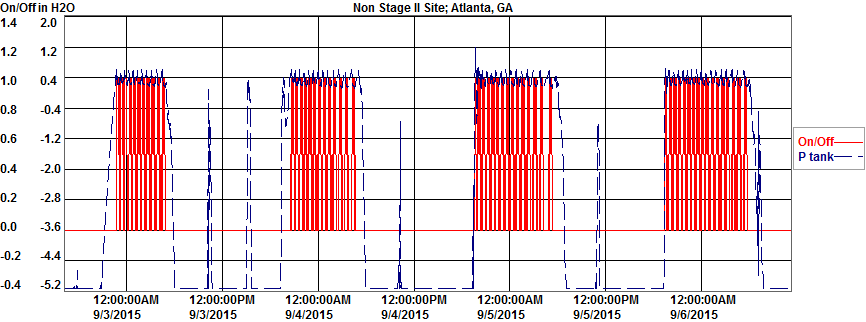 On/Off in H2O Non Stage II Site; Atlanta, GA
1.4 2.0
1.2 1.2
1.0 0.4
0.8 -0.4
0.6 -1.2
0.4 -2.0
0.2 -2.8
0.0 -3.6
-0.2 -4.4
-0.4 -5.2
On/Off
P tank
12:00:00AM 12:00:00PM 12:00:00AM 12:00:00PM 12:00:00AM 12:00:00PM 12:00:00AM
9/3/2015 9/3/2015 9/4/2015 9/4/2015 9/5/2015 9/5/2015 9/6/2015